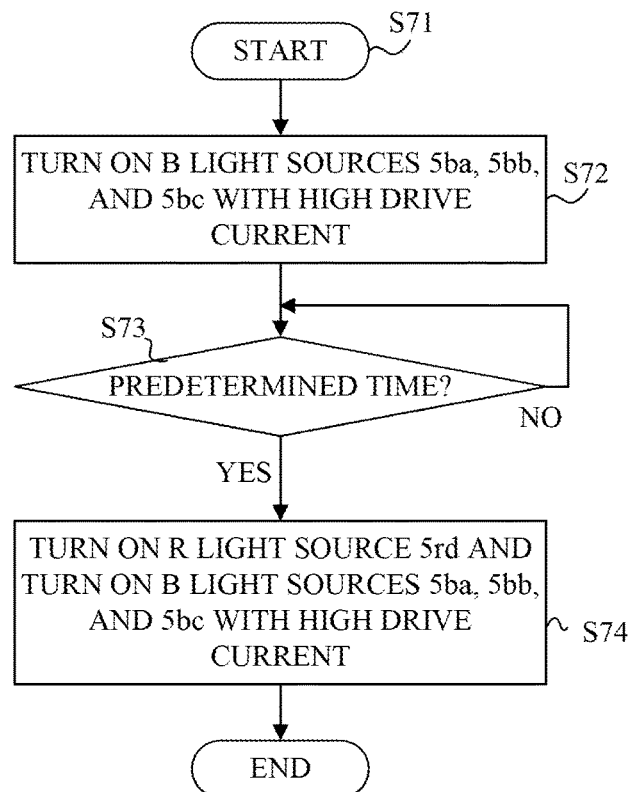 START
S71
TURN ON B LIGHT SOURCES 5ba, 5bb,
AND 5bc WITH HIGH DRIVE
CURRENT
S72
S73
PREDETERMINED TIME?
NO
YES
TURN ON R LIGHT SOURCE 5rd AND
TURN ON B LIGHT SOURCES 5ba, 5bb,
AND 5bc WITH HIGH DRIVE
CURRENT
S74
END